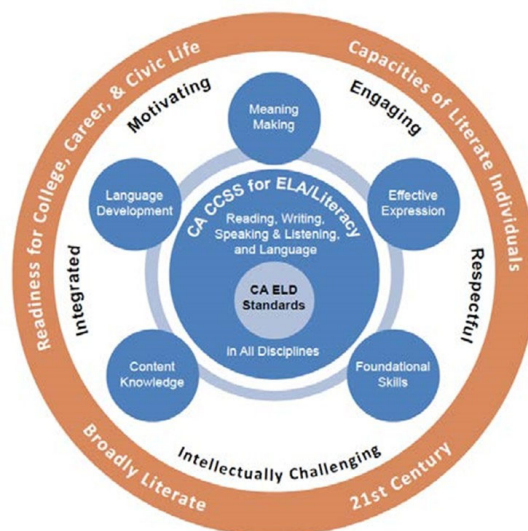 Readiness for College, Career, & Civic Life
Capacities of Literate Individuals
Motivating
Engaging
Meaning
Making
Language
Development
Effective
Expression
CA CCSS for ELA/Literacy
Reading, Writing,
Speaking & Listening,
and Language
CA ELD
Standards
in All Disciplines
Integrated
Respectful
Content
Knowledge
Foundational
Skills
Intellectually Challenging
Broadly Literate
21st Century